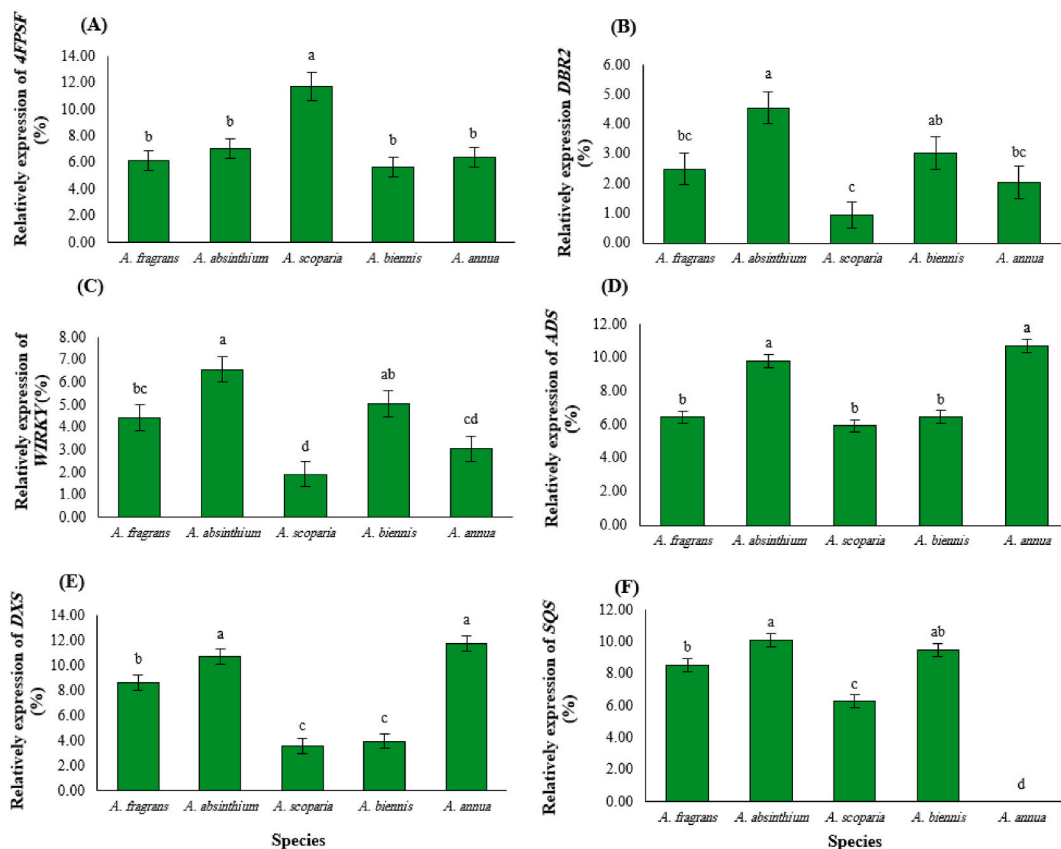 (A)
Relatively expression of 4FPSF
(%)
14.00
12.00
10.00
8.00
6.00
4.00
2.00
0.00
b
b
a
b
b
A. fragrans
A. absinthium
A. scoparia
A. biennis
A. annua
(B)
Relatively expression DBR2
(%)
6.00
5.00
4.00
3.00
2.00
1.00
0.00
bc
a
c
ab
bc
A. fragrans
A. absinthium
A. scoparia
A. biennis
A. annua
(C)
Relatively expression of
WIRKY (%)
8.00
7.00
6.00
5.00
4.00
3.00
2.00
1.00
0.00
bc
a
d
ab
cd
A. fragrans
A. absinthium
A. scoparia
A. biennis
A. annua
(D)
Relatively expression of ADS
(%)
12.00
10.00
8.00
6.00
4.00
2.00
0.00
b
a
b
b
a
A. fragrans
A. absinthium
A. scoparia
A. biennis
A. annua
(E)
Relatively expression of DXS
(%)
14.00
12.00
10.00
8.00
6.00
4.00
2.00
0.00
b
a
c
c
a
A. fragrans
A. absinthium
A. scoparia
A. biennis
A. annua
Species
(F)
Relatively expression of SQS
(%)
12.00
10.00
8.00
6.00
4.00
2.00
0.00
b
a
c
ab
d
A. fragrans
A. absinthium
A. scoparia
A. biennis
A. annua
Species